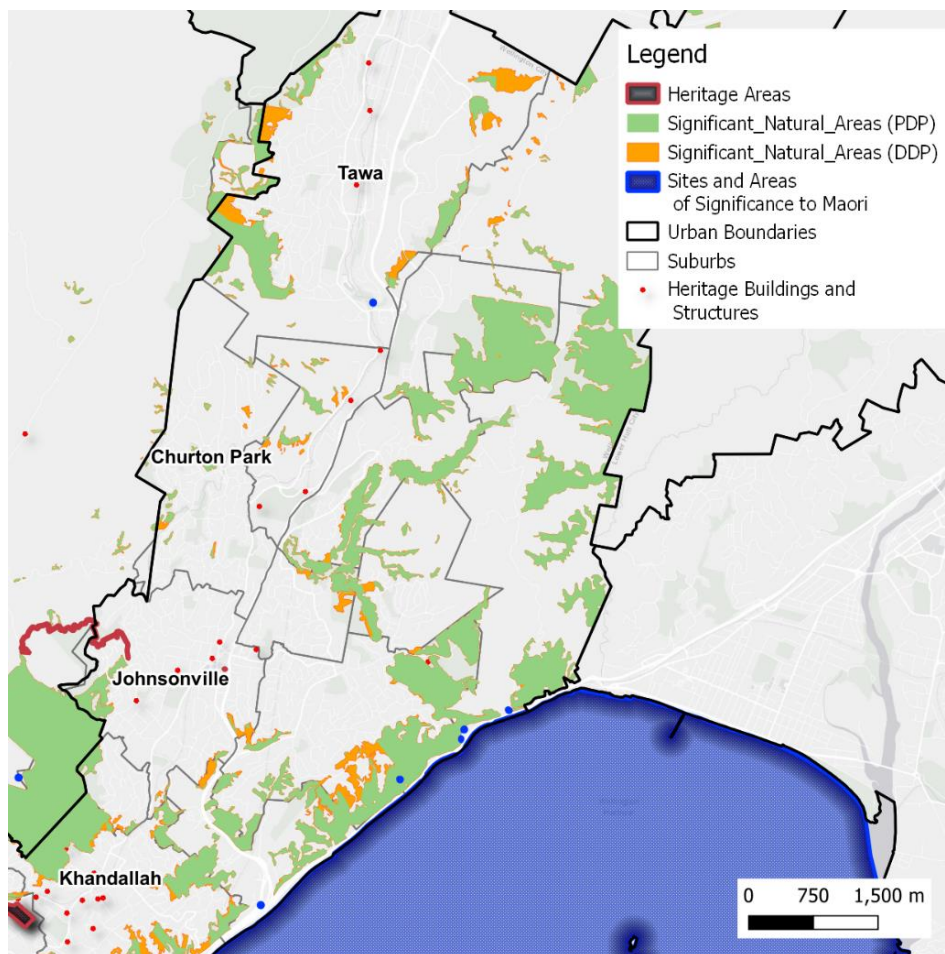 Legend
Heritage Areas
Significant_Natural_Areas (PDP)
Significant_Natural_Areas (DDP)
Sites and Areas
of Significance to Maori
Urban Boundaries
Suburbs
Heritage Buildings and
Structures
Tawa
Churton Park
Johnsonville
Khandallah
0 750 1,500 m